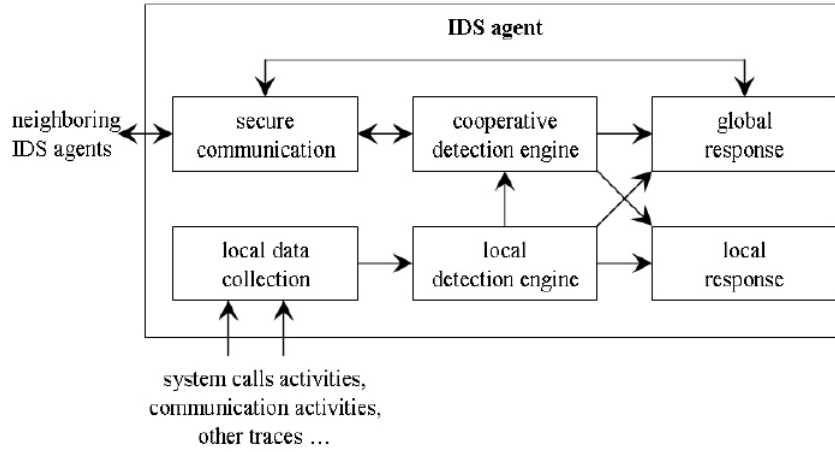 IDS agent
neighboring
IDS agents
secure
communication
cooperative
detection engine
global
response
local data
collection
local
detection engine
local
response
system calls activities,
communication activities,
other traces ...